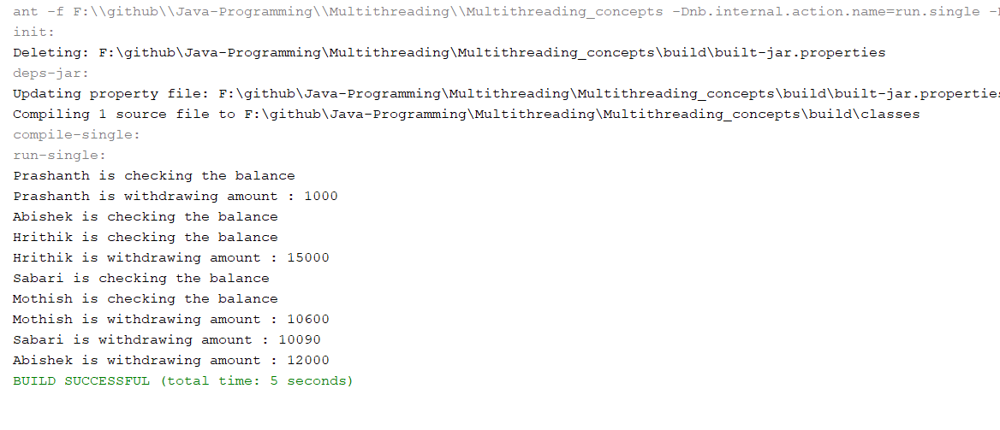 ant -f F:\\github\\Java-Programming\\Multithreading\\Multithreading_concepts -Dnb.internal.action.name=run.single
init:
Deleting: F:\github\Java-Programming\Multithreading\Multithreading_concepts\build\built-jar.properties
deps-jar:
Updating property file: F:\github\Java-Programming\Multithreading\Multithreading_concepts\build\built-jar.properties
Compiling 1 source file to F:\github\Java-Programming\Multithreading\Multithreading_concepts\build\classes
compile-single:
run-single:
Prashanth is checking the balance
Prashanth is withdrawing amount : 1000
Abishek is checking the balance
Hrithik is checking the balance
Hrithik is withdrawing amount : 15000
Sabari is checking the balance
Mothish is checking the balance
Mothish is withdrawing amount : 10600
Sabari is withdrawing amount : 10090
Abishek is withdrawing amount : 12000
BUILD SUCCESSFUL (total time: 5 seconds)